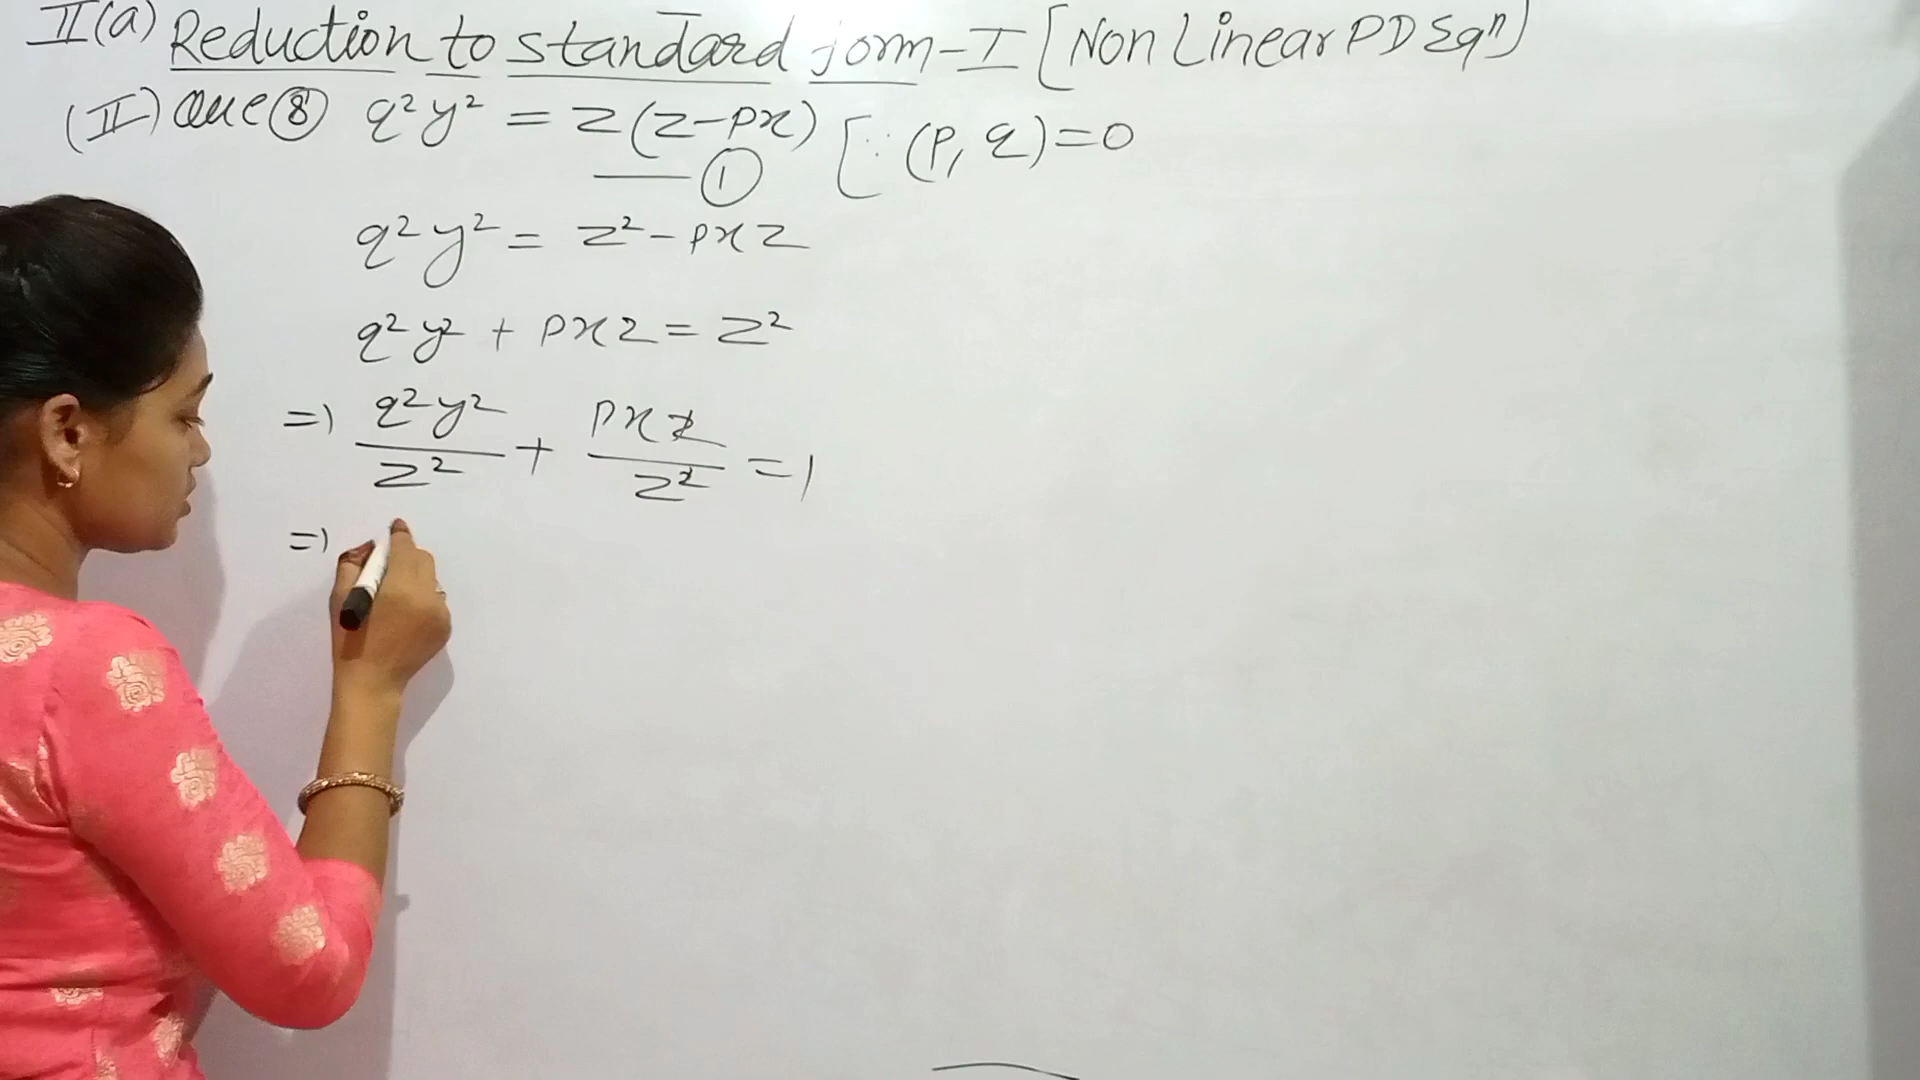 II(a) Reduction to standard form-I [Non Linear PD Eqⁿ]
(II) Que ⑧ q²y² = z(z-px) [∵ (p, q)=0
—①
q²y² = z² - pxz
q²y² + pxz = z²
=) q²y²/z² + pxz/z² = 1
=)